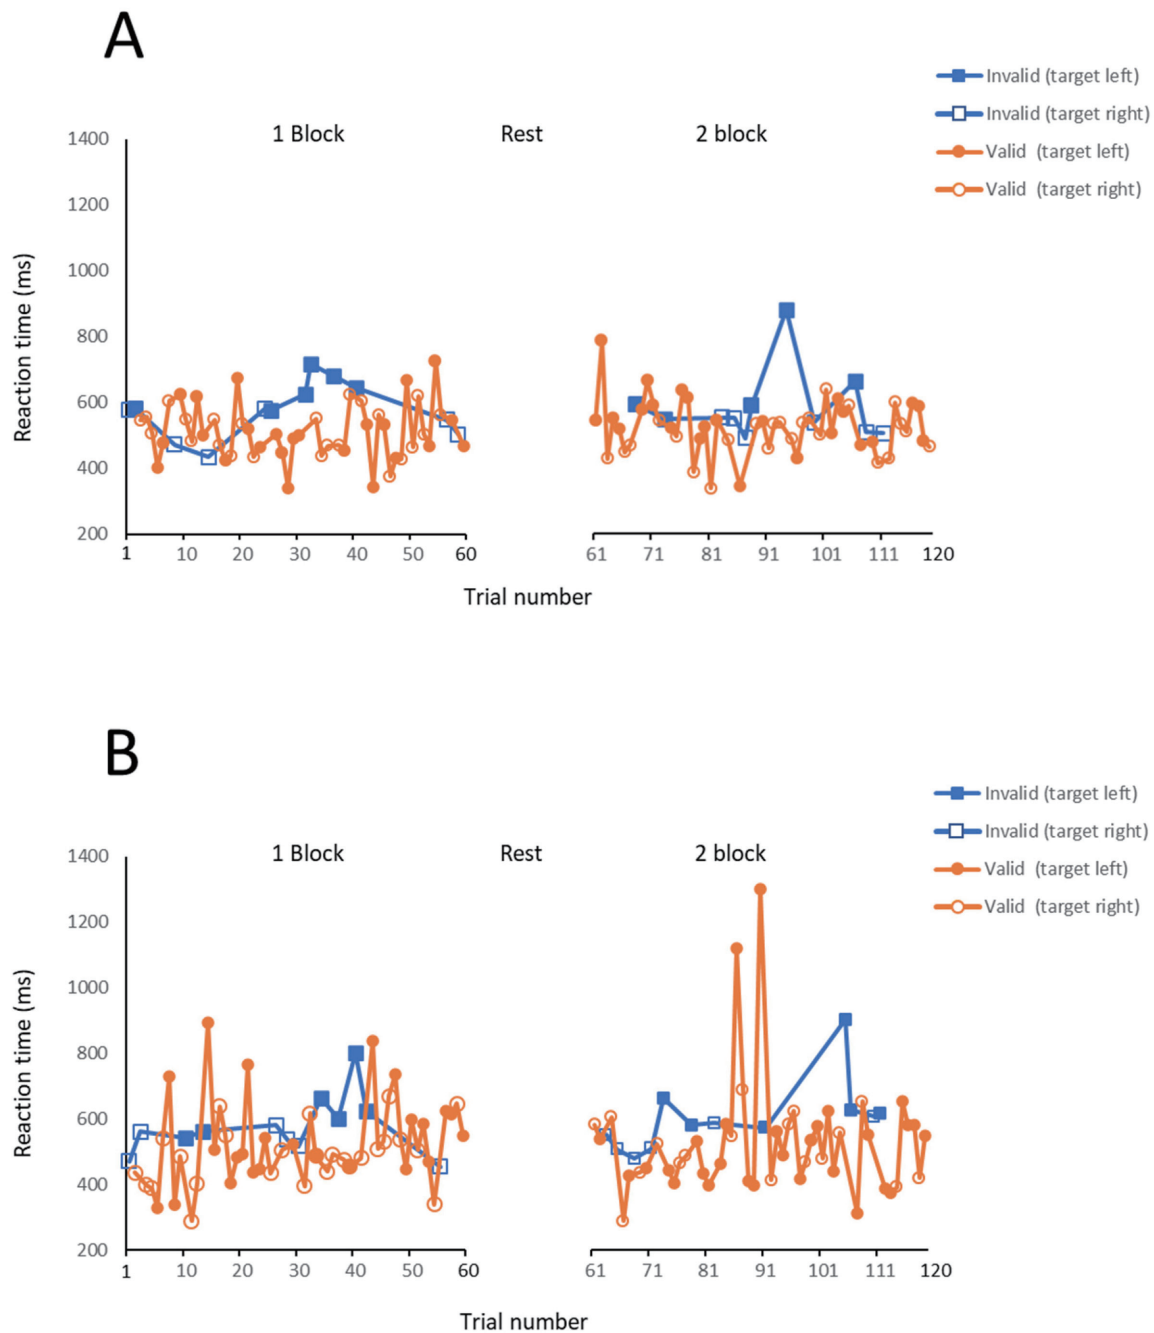 A
Invalid (target left)
Invalid (target right)
Valid (target left)
Valid (target right)
1 Block Rest 2 block
1400
1200
1000
800
600
400
200
Reaction time (ms)
1 10 20 30 40 50 60 61 71 81 91 101 111 120
Trial number
B
Invalid (target left)
Invalid (target right)
Valid (target left)
Valid (target right)
1 Block Rest 2 block
1400
1200
1000
800
600
400
200
Reaction time (ms)
1 10 20 30 40 50 60 61 71 81 91 101 111 120
Trial number